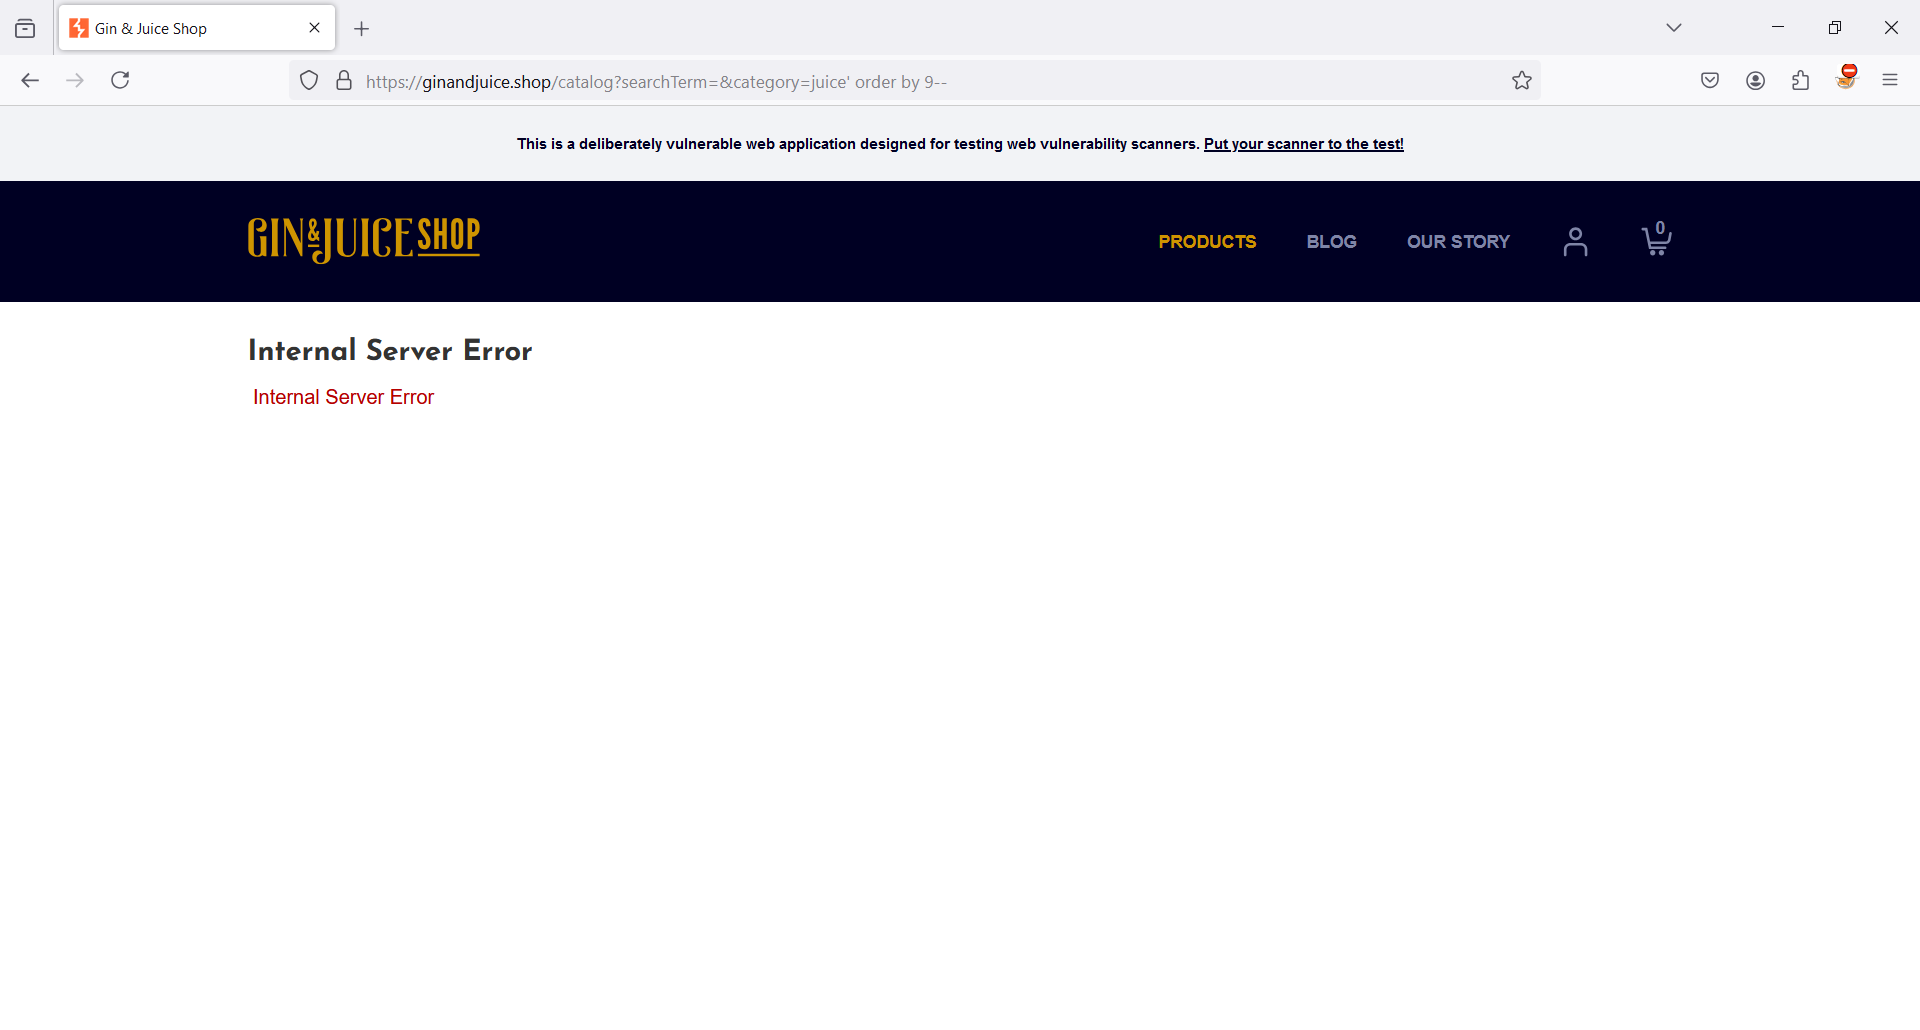 Gin & Juice Shop
https://ginandjuice.shop/catalog?searchTerm=&category=juice' order by 9--
This is a deliberately vulnerable web application designed for testing web vulnerability scanners. Put your scanner to the test!
GIN & JUICE SHOP
PRODUCTS
BLOG
OUR STORY
0
Internal Server Error
Internal Server Error